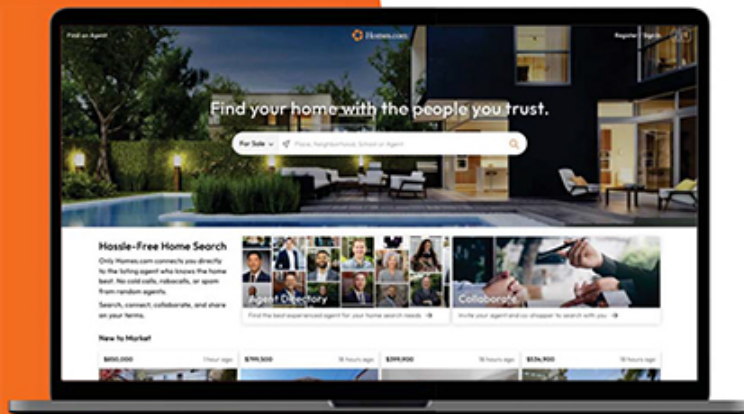 Find an Agent
Homes.com
Register / Sign In
Find your home with the people you trust.
For Sale
Place, Neighborhood, School or Agent
Hassle-Free Home Search
Only Homes.com connects you directly
to the listing agent who knows the home
best. No cold calls, robocalls, or spam
from random agents.
Search, connect, collaborate, and share
on your terms.
Agent Directory
Find the best experienced agent for your home search needs
Collaborate
Invite your agent and co-shopper to search with you
New to Market
$850,000
1 hour ago
$799,500
18 hours ago
$399,900
18 hours ago
$534,900
18 hours ago